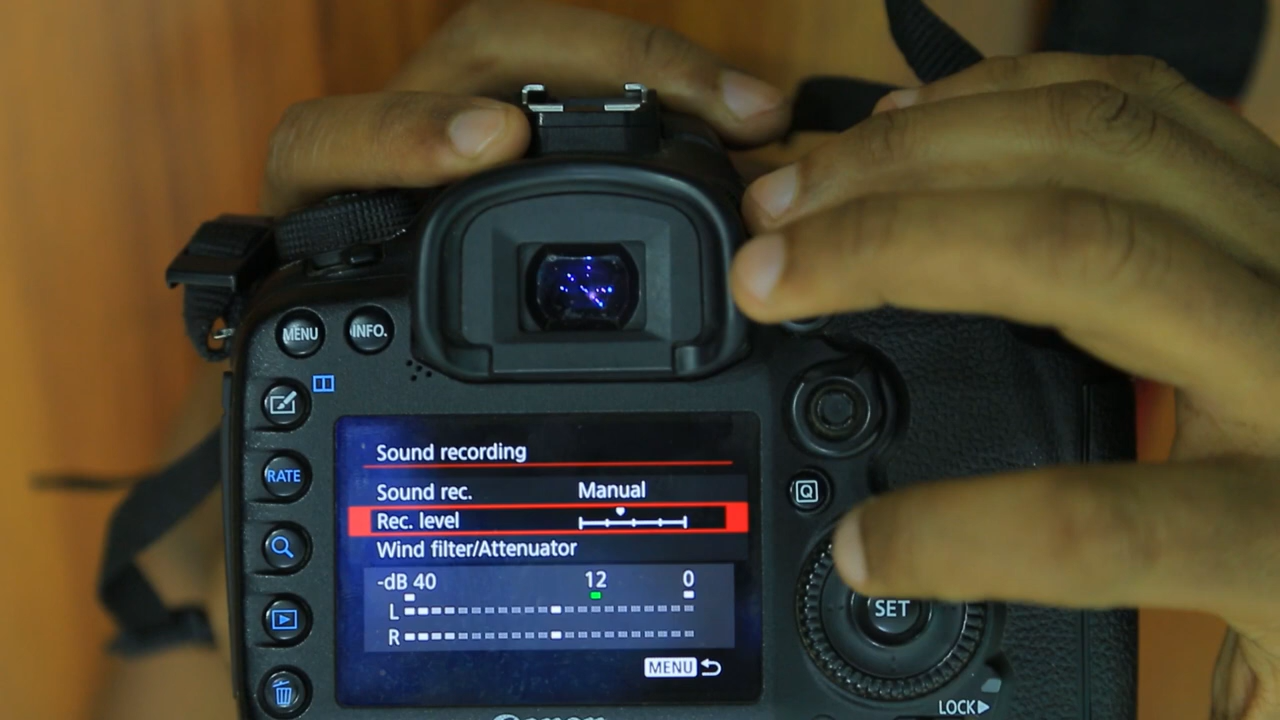 MENU
INFO.
RATE
Sound recording
Sound rec. Manual
Rec. level
Wind filter/Attenuator
-dB 40 12 0
L
R
MENU
Q
SET
LOCK
Canon